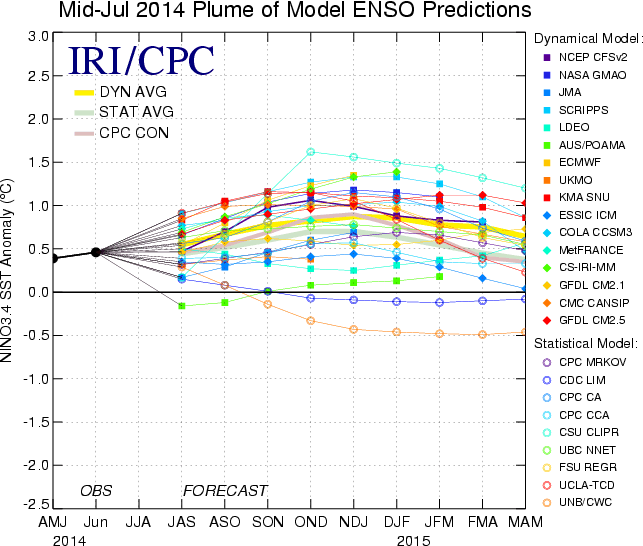 Mid-Jul 2014 Plume of Model ENSO Predictions
IRI/CPC
DYN AVG
STAT AVG
CPC CON
NINO3.4 SST Anomaly (°C)
3.0
2.5
2.0
1.5
1.0
0.5
0.0
-0.5
-1.0
-1.5
-2.0
-2.5
OBS FORECAST
AMJ Jun JJA JAS ASO SON OND NDJ DJF JFM FMA MAM
2014 2015
Dynamical Model:
NCEP CFSv2
NASA GMAO
JMA
SCRIPPS
LDEO
AUS/POAMA
ECMWF
UKMO
KMA SNU
ESSIC ICM
COLA CCSM3
MetFRANCE
CS-IRI-MM
GFDL CM2.1
CMC CANSIP
GFDL CM2.5
Statistical Model:
CPC MRKOV
CDC LIM
CPC CA
CPC CCA
CSU CLIPR
UBC NNET
FSU REGR
UCLA-TCD
UNB/CWC